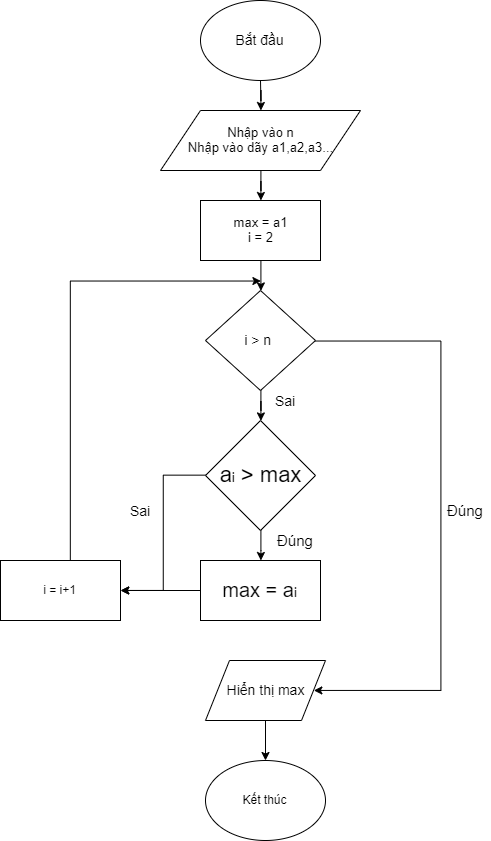 Bắt đầu
Nhập vào n
Nhập vào dãy a1,a2,a3...
max = a1
i = 2
i > n
Sai
ai > max
Sai
Đúng
Đúng
i = i+1
max = ai
Hiển thị max
Kết thúc